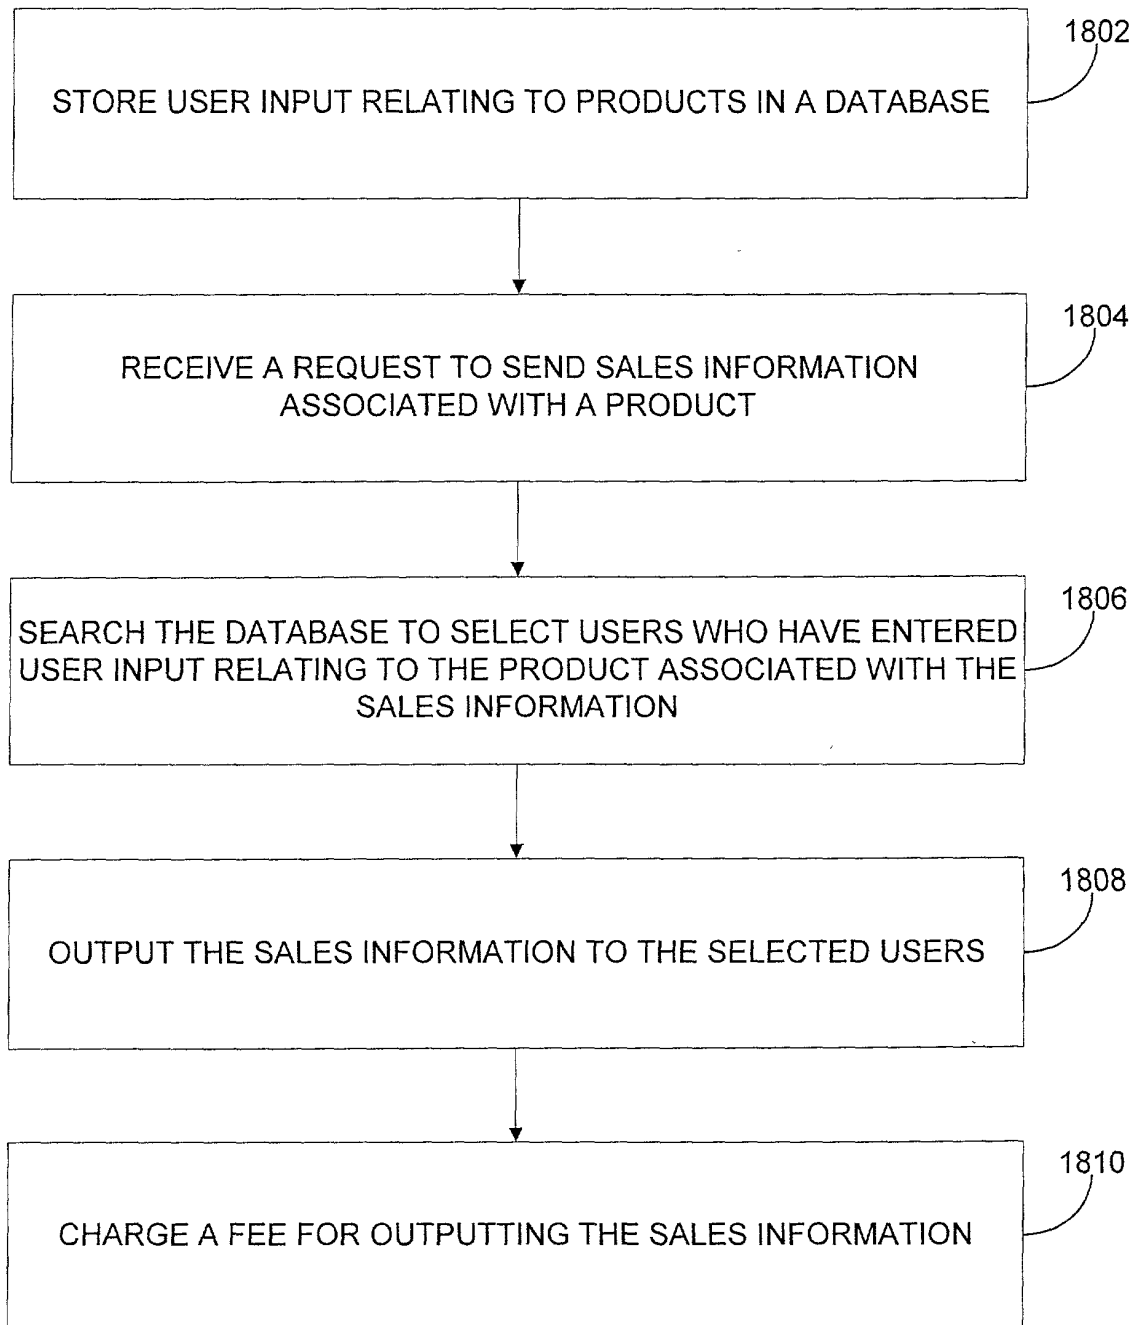 1802
STORE USER INPUT RELATING TO PRODUCTS IN A DATABASE
1804
RECEIVE A REQUEST TO SEND SALES INFORMATION
ASSOCIATED WITH A PRODUCT
1806
SEARCH THE DATABASE TO SELECT USERS WHO HAVE ENTERED
USER INPUT RELATING TO THE PRODUCT ASSOCIATED WITH THE
SALES INFORMATION
1808
OUTPUT THE SALES INFORMATION TO THE SELECTED USERS
1810
CHARGE A FEE FOR OUTPUTTING THE SALES INFORMATION